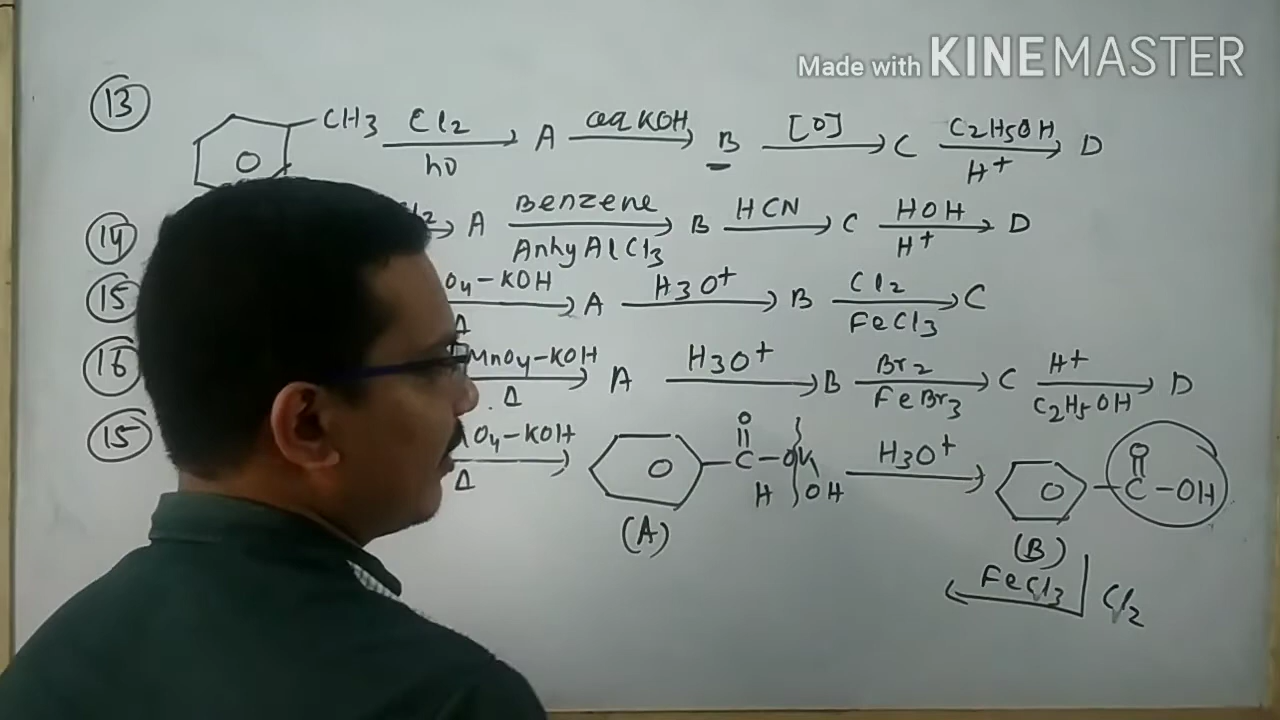 Made with KINEMASTER
13 CH3 Cl2 hν A aq KOH B [O] C C2H5OH H+ D
14 A Benzene Anhy AlCl3 B HCN C HOH H+ D
15 O4-KOH Δ A H3O+ B Cl2 FeCl3 C
16 MnO4-KOH Δ A H3O+ B Br2 FeBr3 C H+ C2H5OH D
15 O4-KOH Δ O C-OK H OH (A) H3O+ O C-OH (B)
FeCl3 Cl2